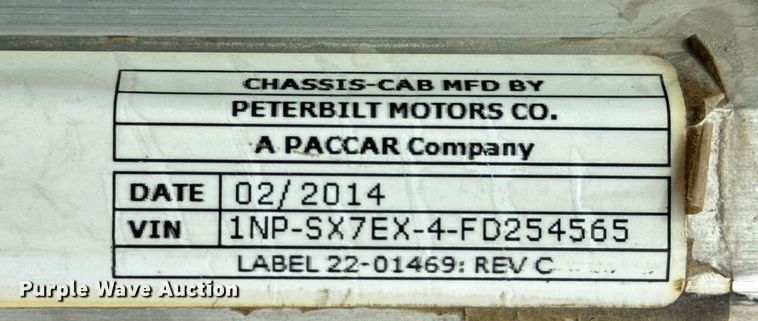 CHASSIS-CAB MFD BY
PETERBILT MOTORS CO.
A PACCAR Company
DATE 02/2014
VIN 1NP-SX7EX-4-FD254565
LABEL 22-01469: REV C
Purple Wave Auction